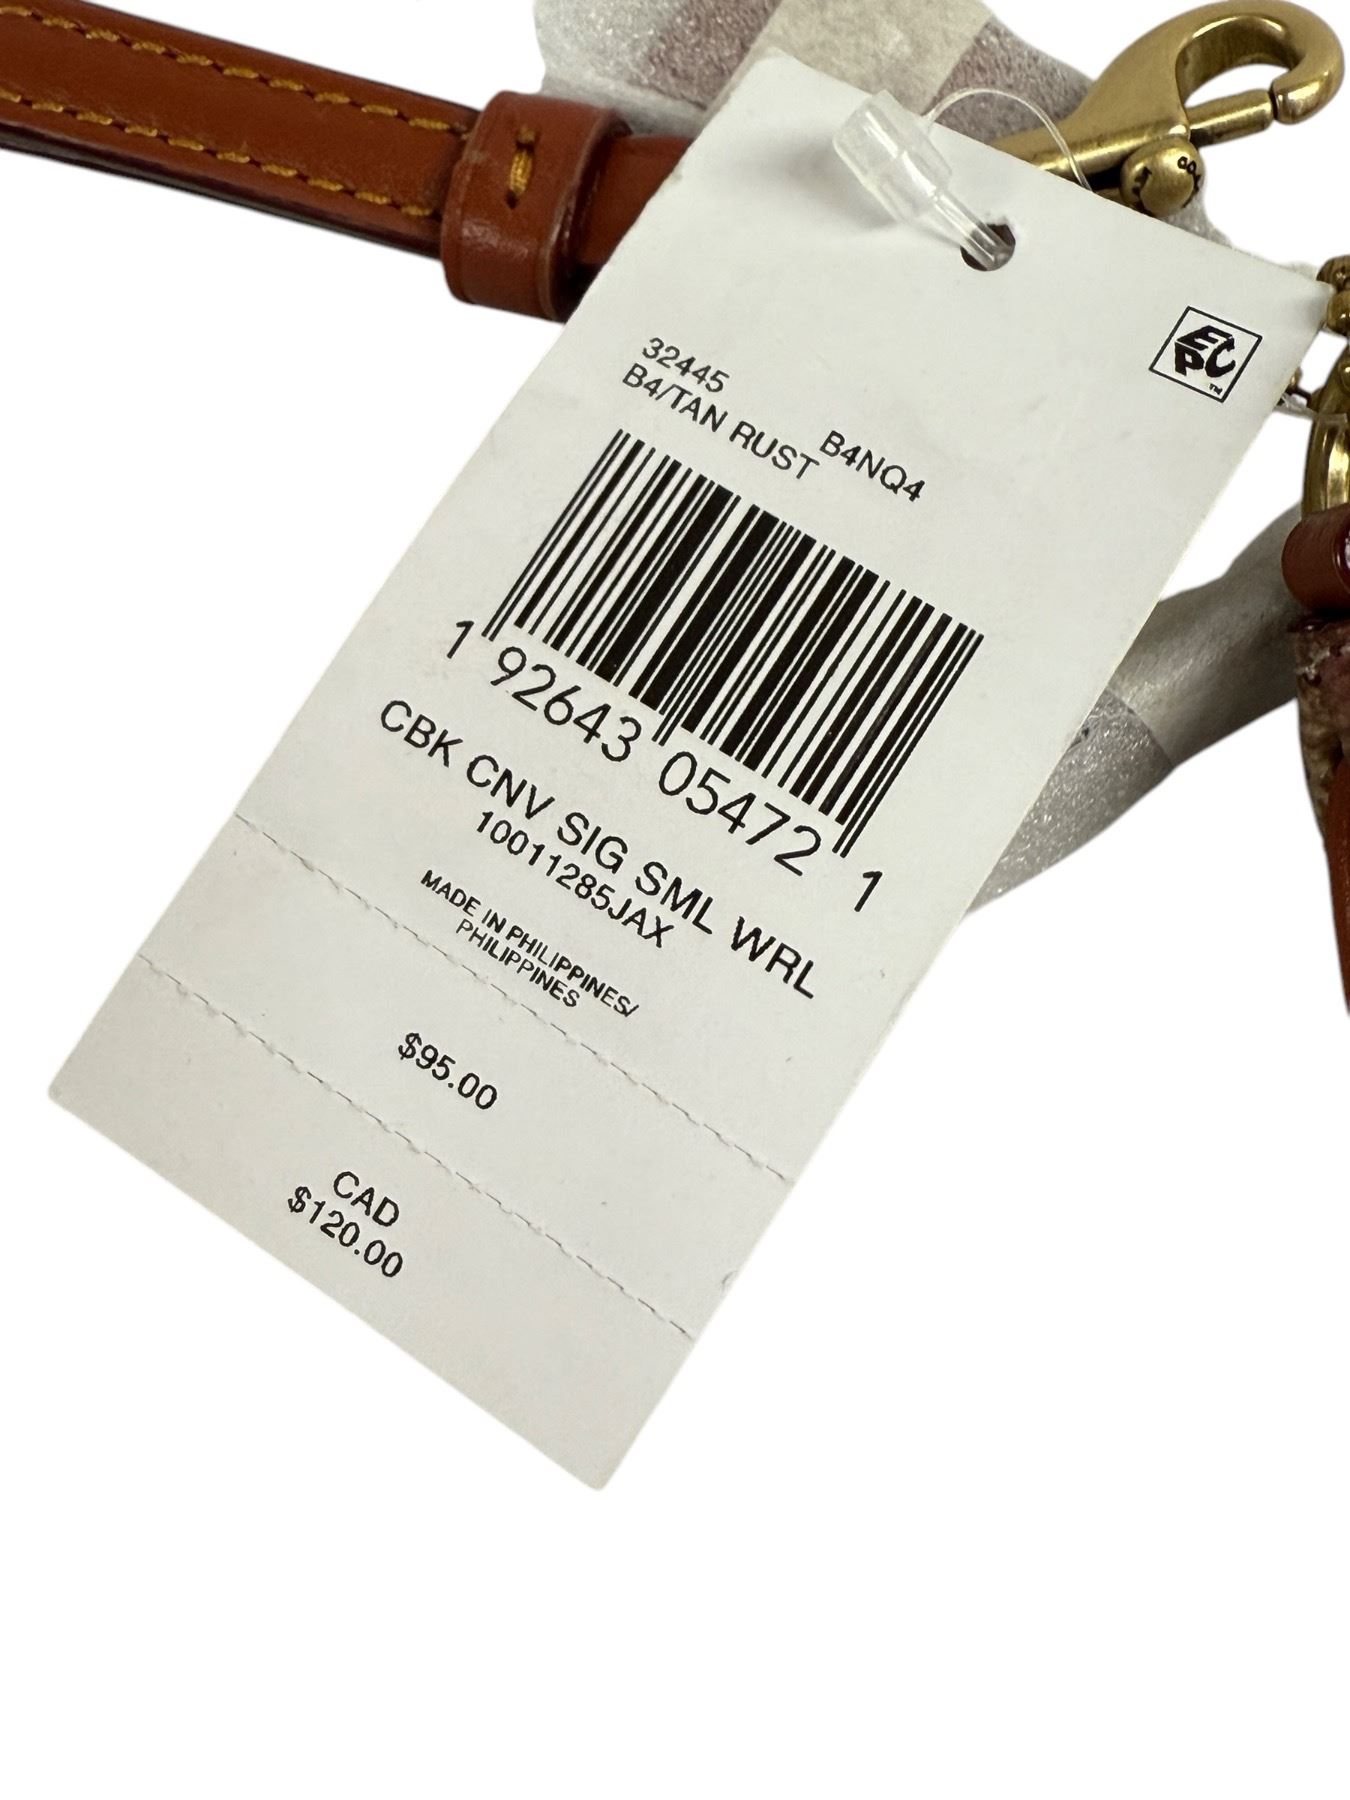 EPC™
32445
B4/TAN RUST B4NQ4
1 92643 05472 1
CBK CNV SIG SML WRL
10011285JAX
MADE IN PHILIPPINES/
PHILIPPINES
$95.00
CAD
$120.00